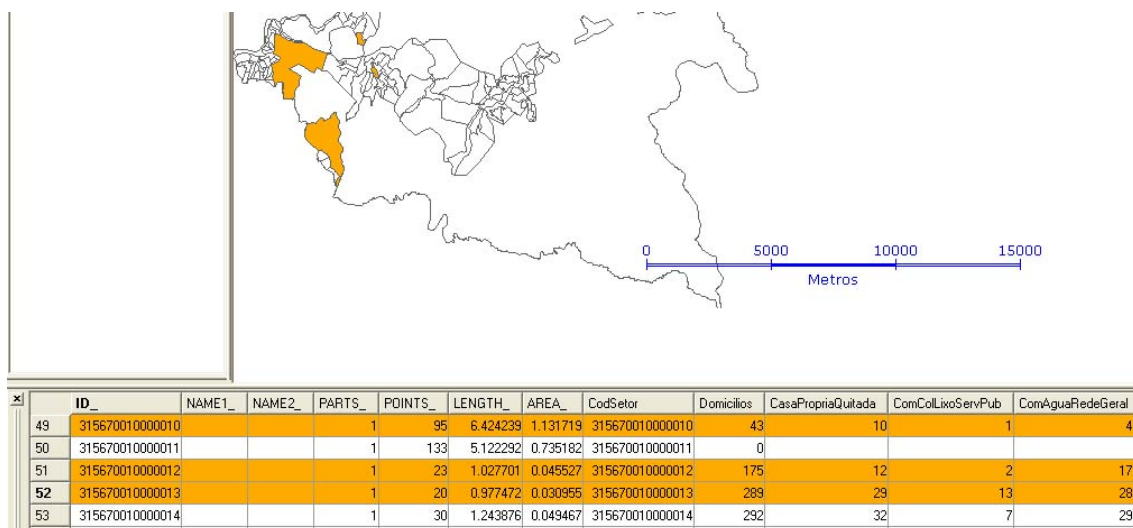 0 5000 10000 15000
Metros
ID_ NAME1_ NAME2_ PARTS_ POINTS_ LENGTH_ AREA_ CodSetor Domicilios CasaPropriaQuitada ComColLixoServPub ComAguaRedeGeral
49 315670010000010 1 95 6.424239 1.131719 315670010000010 43 10 1 4
50 315670010000011 1 133 5.122292 0.735182 315670010000011 0
51 315670010000012 1 23 1.027701 0.045527 315670010000012 175 12 2 17
52 315670010000013 1 20 0.977472 0.030955 315670010000013 289 29 13 28
53 315670010000014 1 30 1.243876 0.049467 315670010000014 292 32 7 29